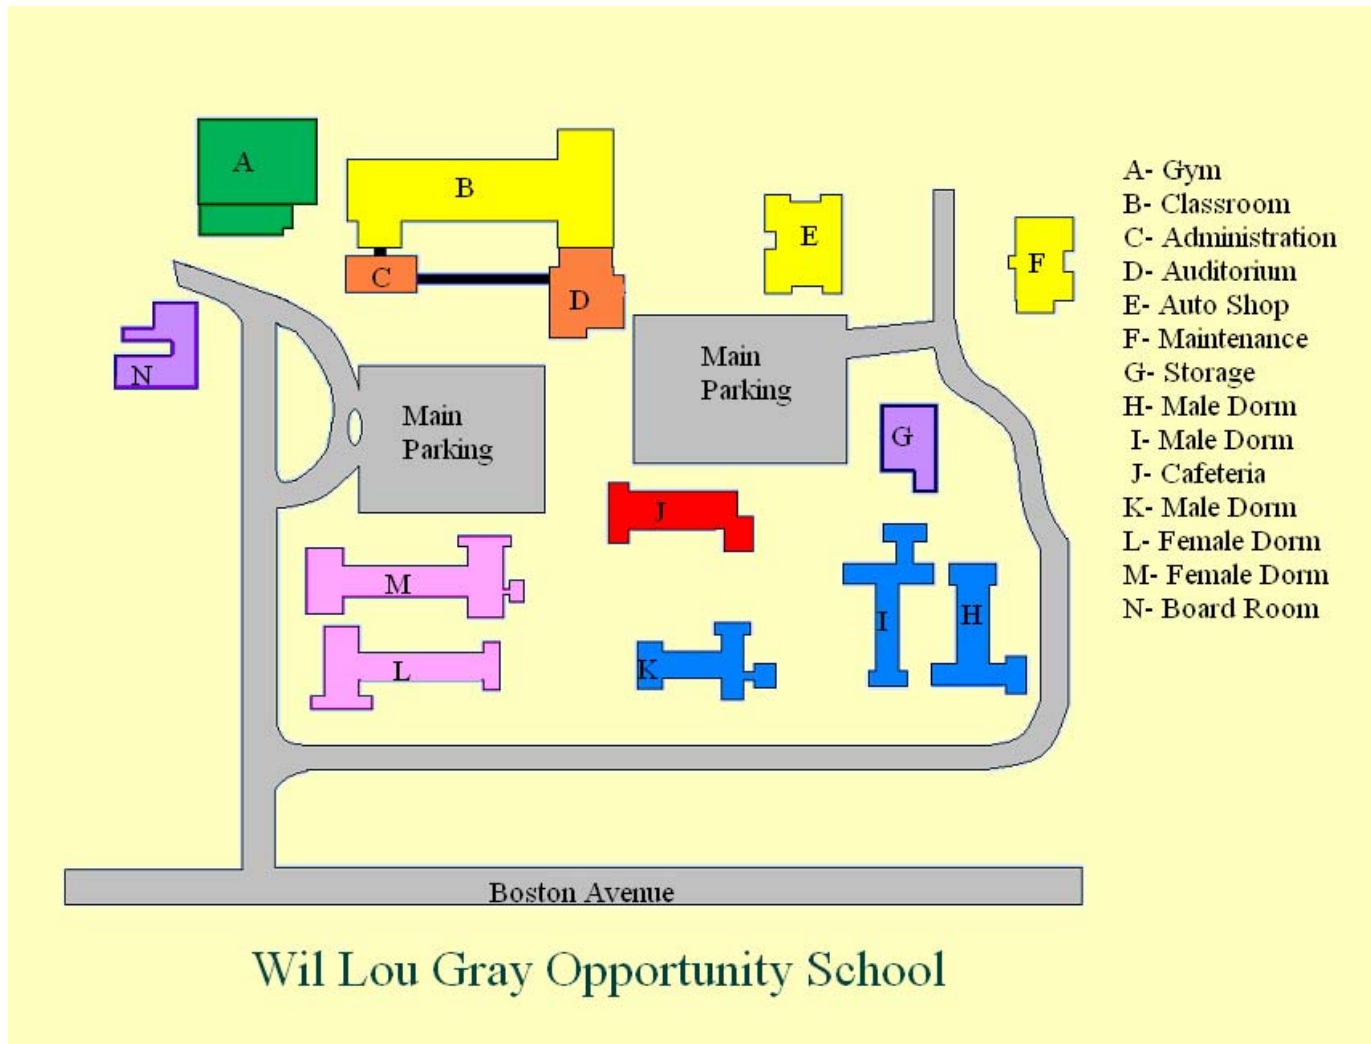 A
B
C
D
E
F
N
Main
Parking
Main
Parking
G
J
M
L
K
I
H
A- Gym
B- Classroom
C- Administration
D- Auditorium
E- Auto Shop
F- Maintenance
G- Storage
H- Male Dorm
I- Male Dorm
J- Cafeteria
K- Male Dorm
L- Female Dorm
M- Female Dorm
N- Board Room
Boston Avenue
Wil Lou Gray Opportunity School